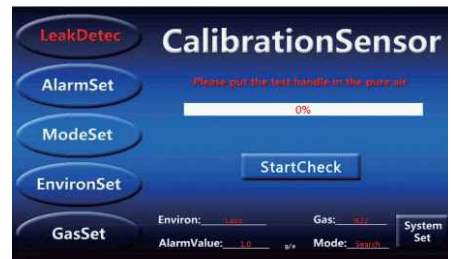 LeakDetec
CalibrationSensor
AlarmSet
Please put the test handle in the pure air
0%
ModeSet
StartCheck
EnvironSet
GasSet
Environ:
Gas: R22
AlarmValue: 1.0 g/a Mode: Search
System
Set